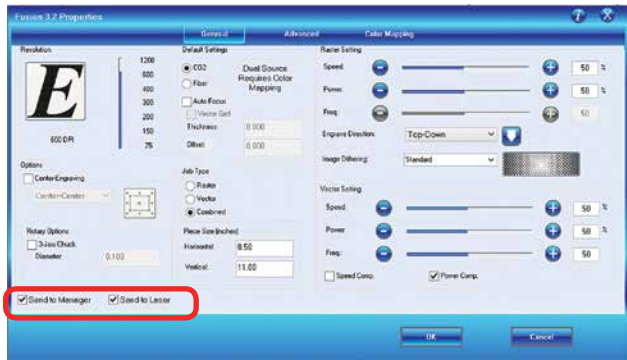 Fusion 3.2 Properties
General Advanced Color Mapping
Resolution
E
600 DPI
1200
600
400
300
200
150
75
Options
Center-Engraving
Center-Center
Rotary Options
3-Jaw Chuck
Diameter 0.100
Send to Manager Send to Laser
Default Settings
CO2
Fiber
Dual Source
Requires Color
Mapping
Auto Focus
Vector Grid
Thickness 0.000
Offset 0.000
Job Type
Raster
Vector
Combined
Piece Size (Inches)
Horizontal: 8.50
Vertical: 11.00
Raster Setting
Speed: 50 %
Power: 50 %
Freq: 50
Engrave Direction: Top-Down
Image Dithering: Standard
Vector Setting
Speed: 50 %
Power: 50 %
Freq.: 50
Speed Comp. Power Comp.
OK Cancel